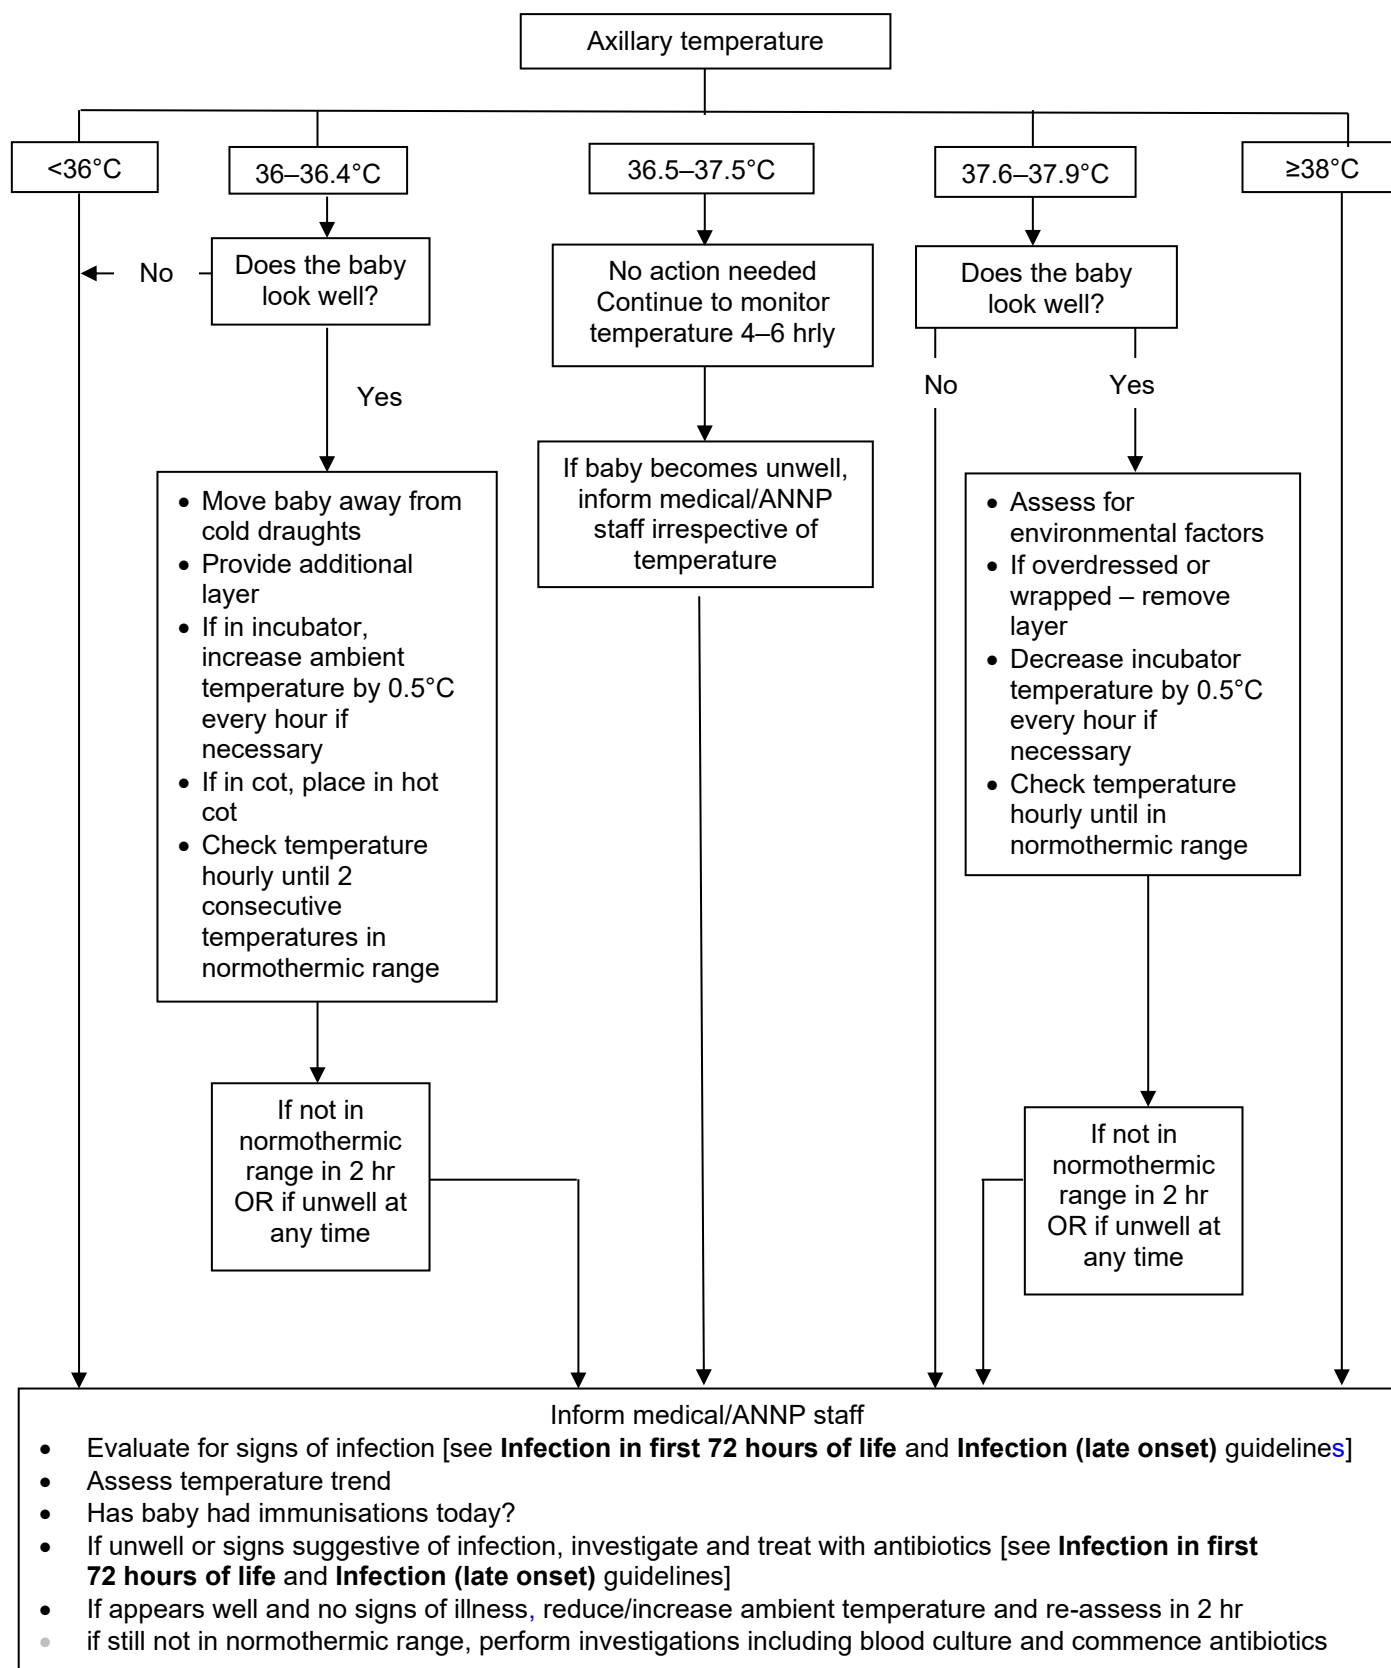 Axillary temperature
<36°C
36–36.4°C
36.5–37.5°C
37.6–37.9°C
≥38°C
Does the baby
look well?
No
Yes
• Move baby away from
cold draughts
• Provide additional
layer
• If in incubator,
increase ambient
temperature by 0.5°C
every hour if
necessary
• If in cot, place in hot
cot
• Check temperature
hourly until 2
consecutive
temperatures in
normothermic range
If not in
normothermic
range in 2 hr
OR if unwell at
any time
No action needed
Continue to monitor
temperature 4–6 hrly
If baby becomes unwell,
inform medical/ANNP
staff irrespective of
temperature
Does the baby
look well?
No
Yes
• Assess for
environmental factors
• If overdressed or
wrapped – remove
layer
• Decrease incubator
temperature by 0.5°C
every hour if
necessary
• Check temperature
hourly until in
normothermic range
If not in
normothermic
range in 2 hr
OR if unwell at
any time
Inform medical/ANNP staff
• Evaluate for signs of infection [see Infection in first 72 hours of life and Infection (late onset) guidelines]
• Assess temperature trend
• Has baby had immunisations today?
• If unwell or signs suggestive of infection, investigate and treat with antibiotics [see Infection in first
72 hours of life and Infection (late onset) guidelines]
• If appears well and no signs of illness, reduce/increase ambient temperature and re-assess in 2 hr
• if still not in normothermic range, perform investigations including blood culture and commence antibiotics